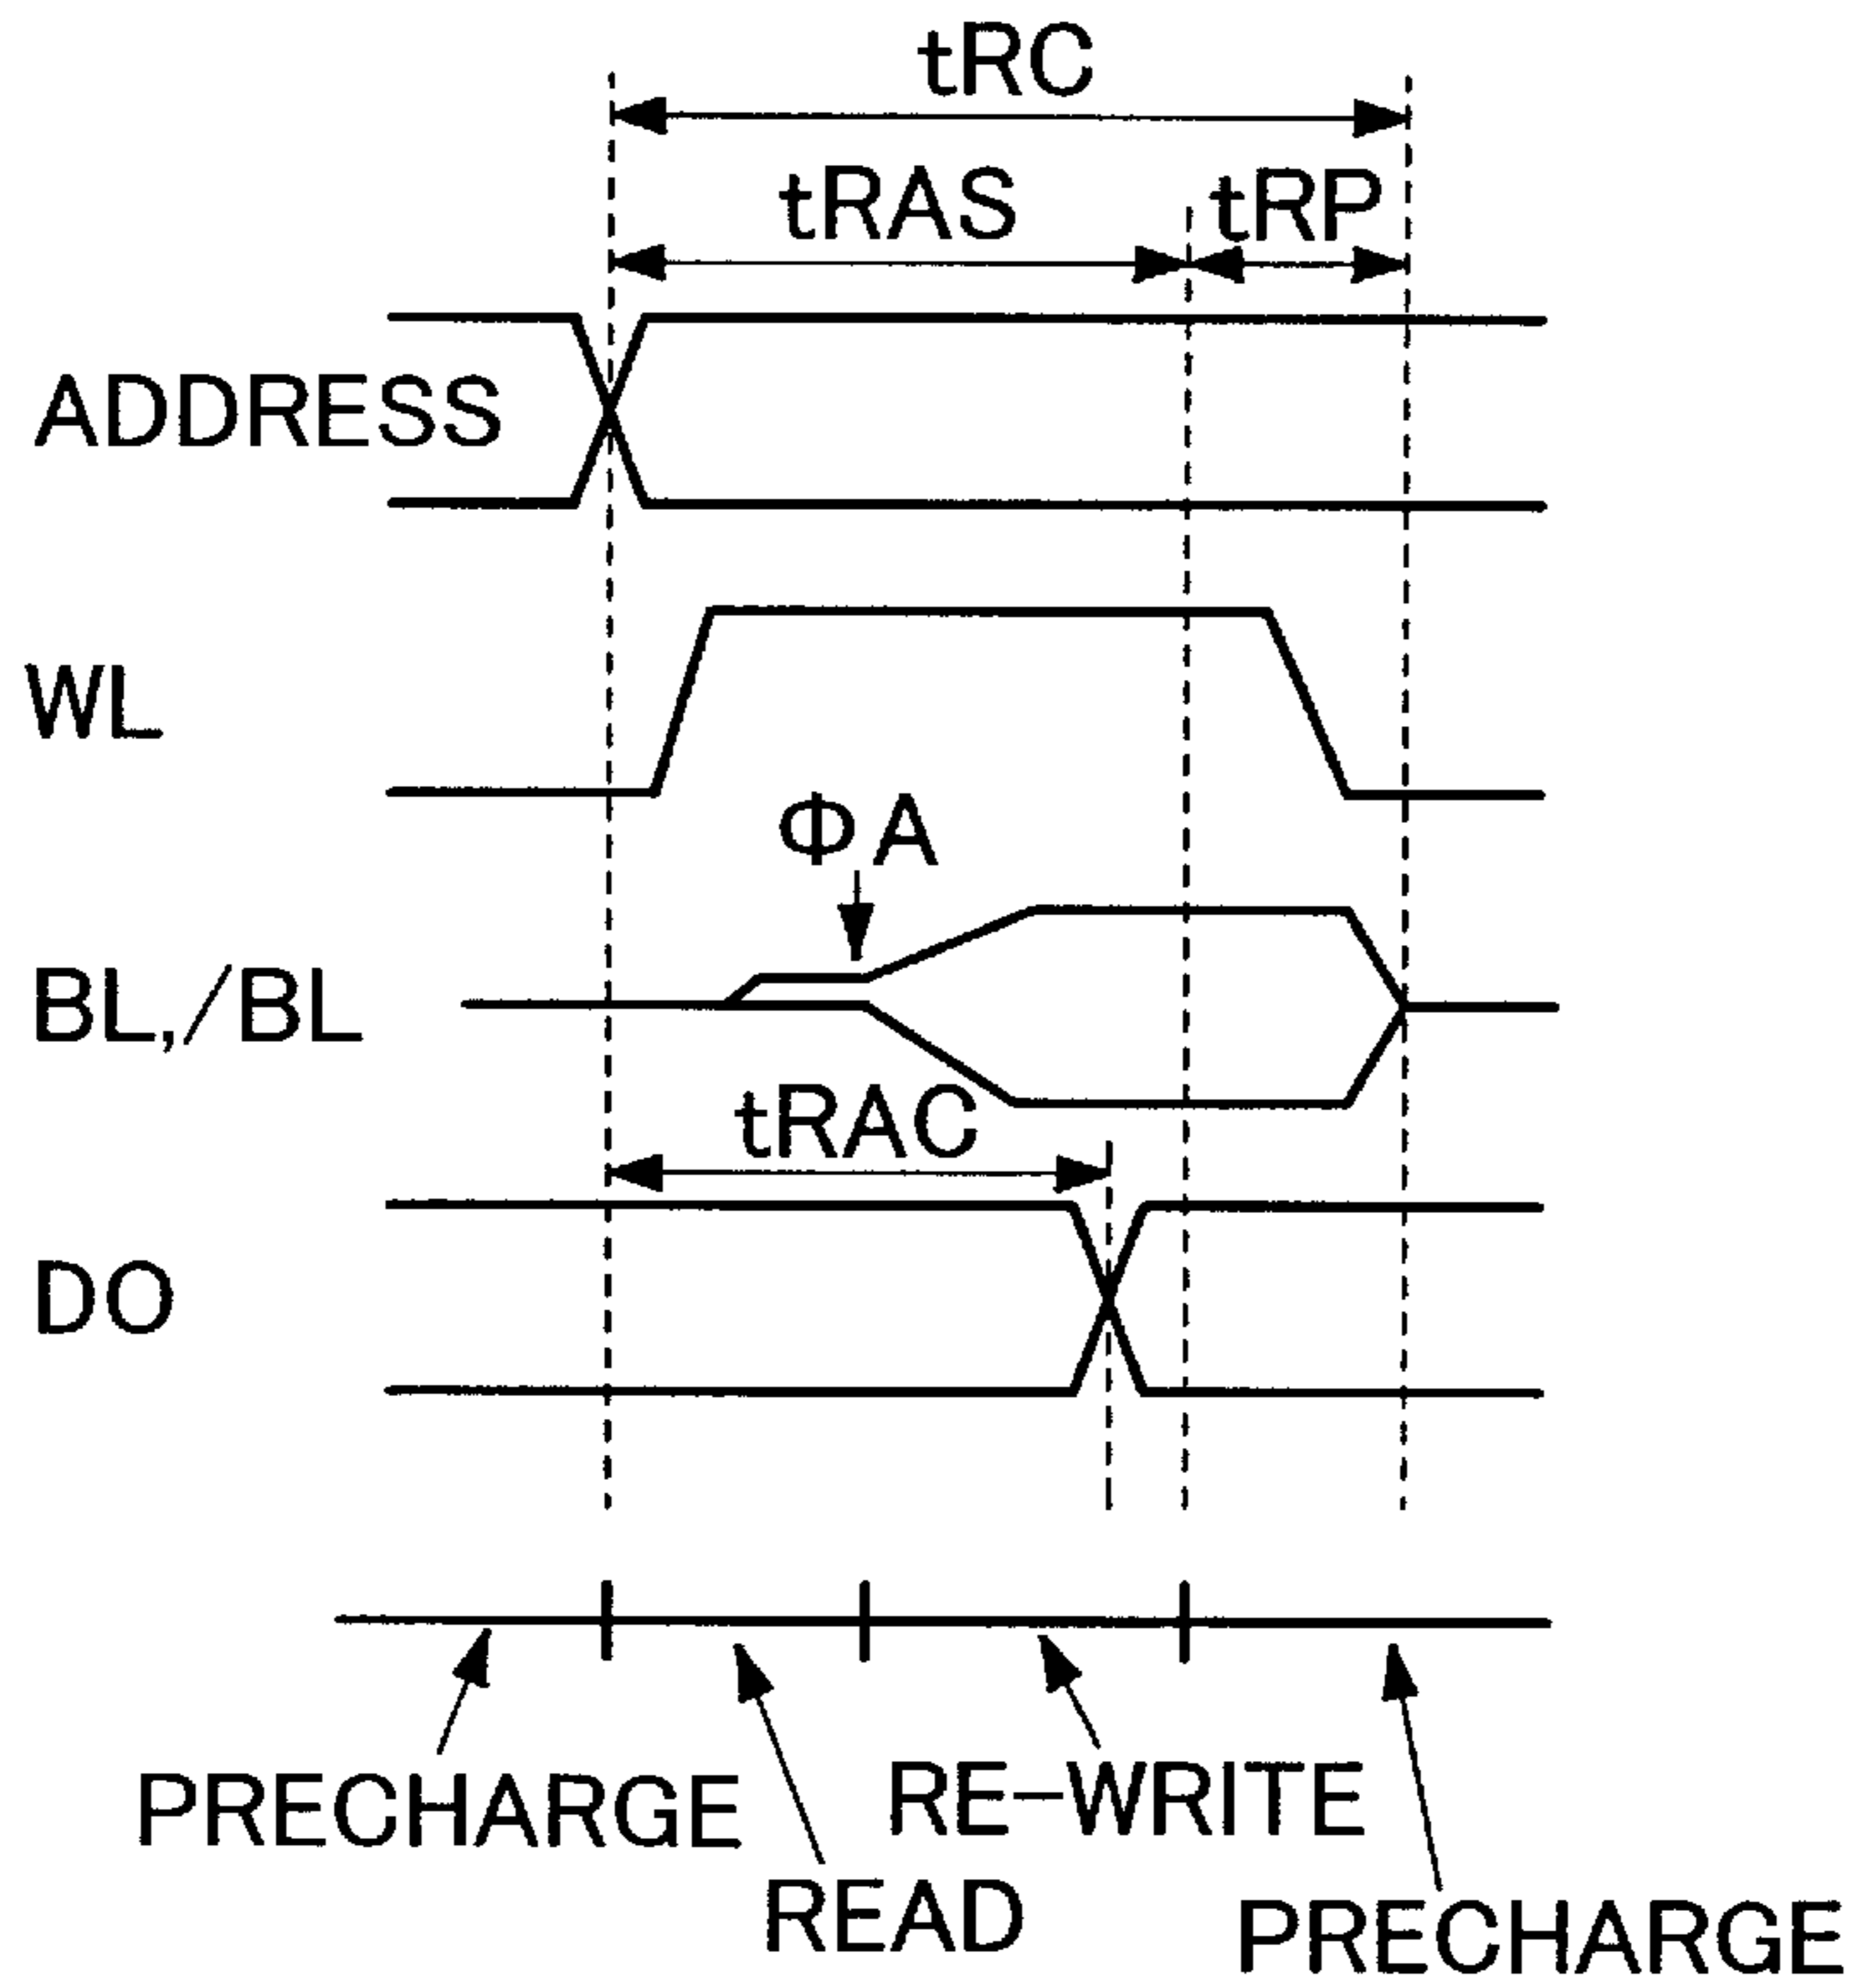 tRC
tRAS
tRP
ADDRESS
WL
ΦA
BL,/BL
tRAC
DO
PRECHARGE
RE-WRITE
READ
PRECHARGE